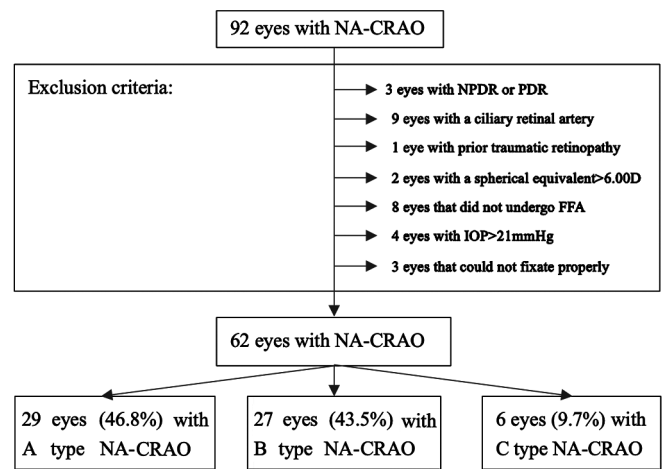 92 eyes with NA-CRAO
Exclusion criteria:
3 eyes with NPDR or PDR
9 eyes with a ciliary retinal artery
1 eye with prior traumatic retinopathy
2 eyes with a spherical equivalent>6.00D
8 eyes that did not undergo FFA
4 eyes with IOP>21mmHg
3 eyes that could not fixate properly
62 eyes with NA-CRAO
29 eyes (46.8%) with
A type NA-CRAO
27 eyes (43.5%) with
B type NA-CRAO
6 eyes (9.7%) with
C type NA-CRAO